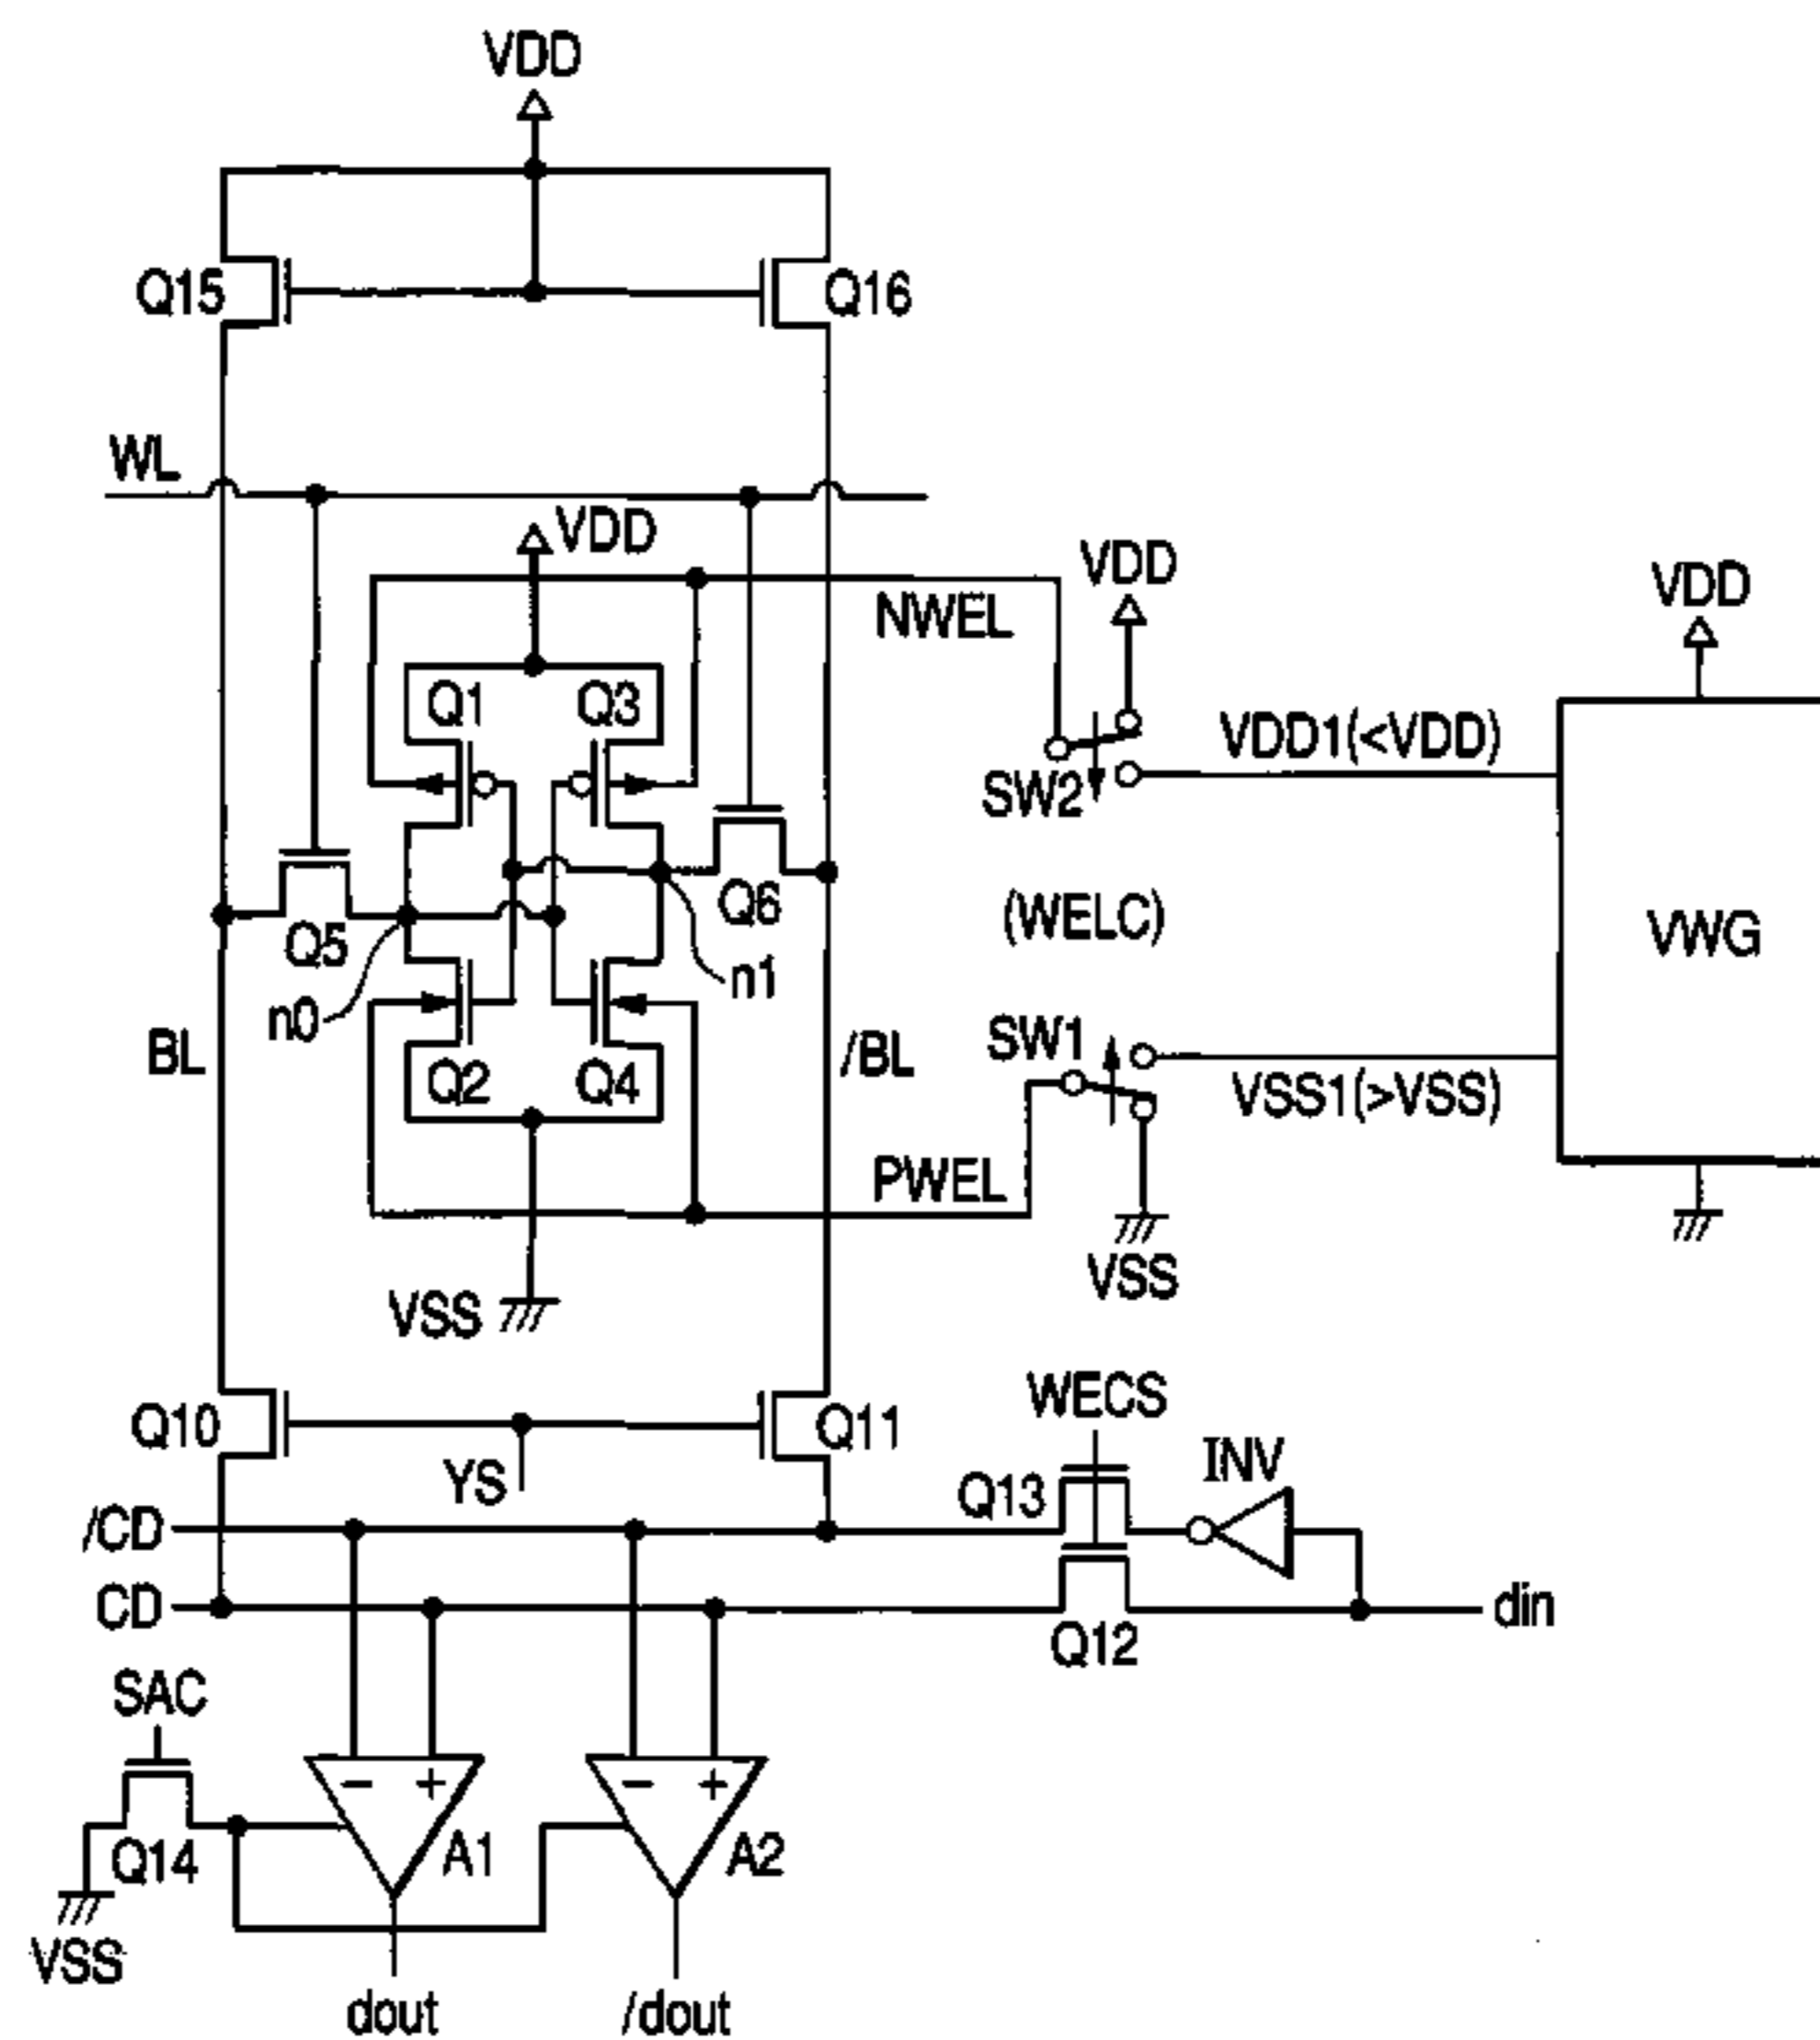 VDD
Q15
Q16
WL
VDD
NWEL
VDD
VDD
Q1
Q3
VDD1(<VDD)
SW2
Q5
Q6
(WELC)
VWG
n0
n1
BL
/BL
Q2
Q4
SW1
VSS1(>VSS)
PWEL
VSS
VSS
Q10
Q11
YS
WECS
Q13
INV
/CD
CD
din
Q12
SAC
- +
- +
Q14
A1
A2
VSS
dout
/dout